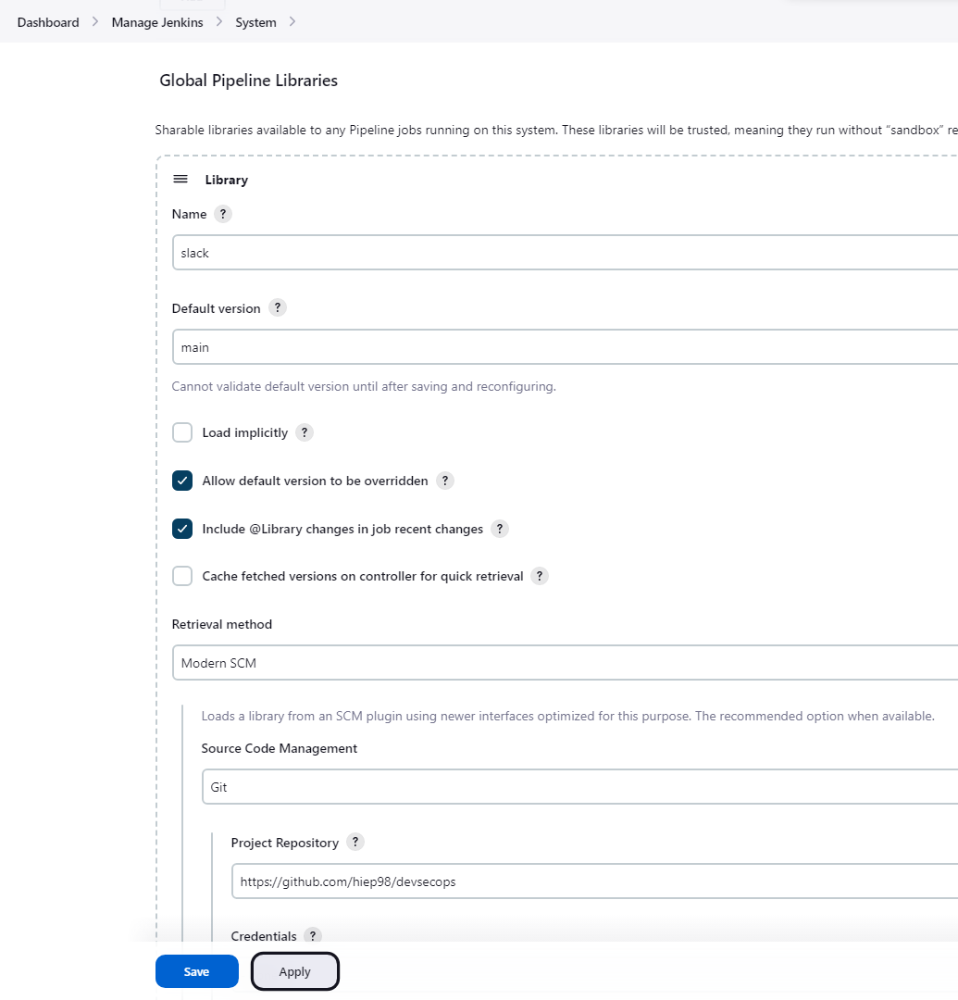 Dashboard > Manage Jenkins > System >
Global Pipeline Libraries
Sharable libraries available to any Pipeline jobs running on this system. These libraries will be trusted, meaning they run without “sandbox” re
Library
Name ?
slack
Default version ?
main
Cannot validate default version until after saving and reconfiguring.
Load implicitly ?
Allow default version to be overridden ?
Include @Library changes in job recent changes ?
Cache fetched versions on controller for quick retrieval ?
Retrieval method
Modern SCM
Loads a library from an SCM plugin using newer interfaces optimized for this purpose. The recommended option when available.
Source Code Management
Git
Project Repository ?
https://github.com/hiep98/devsecops
Credentials ?
Save Apply